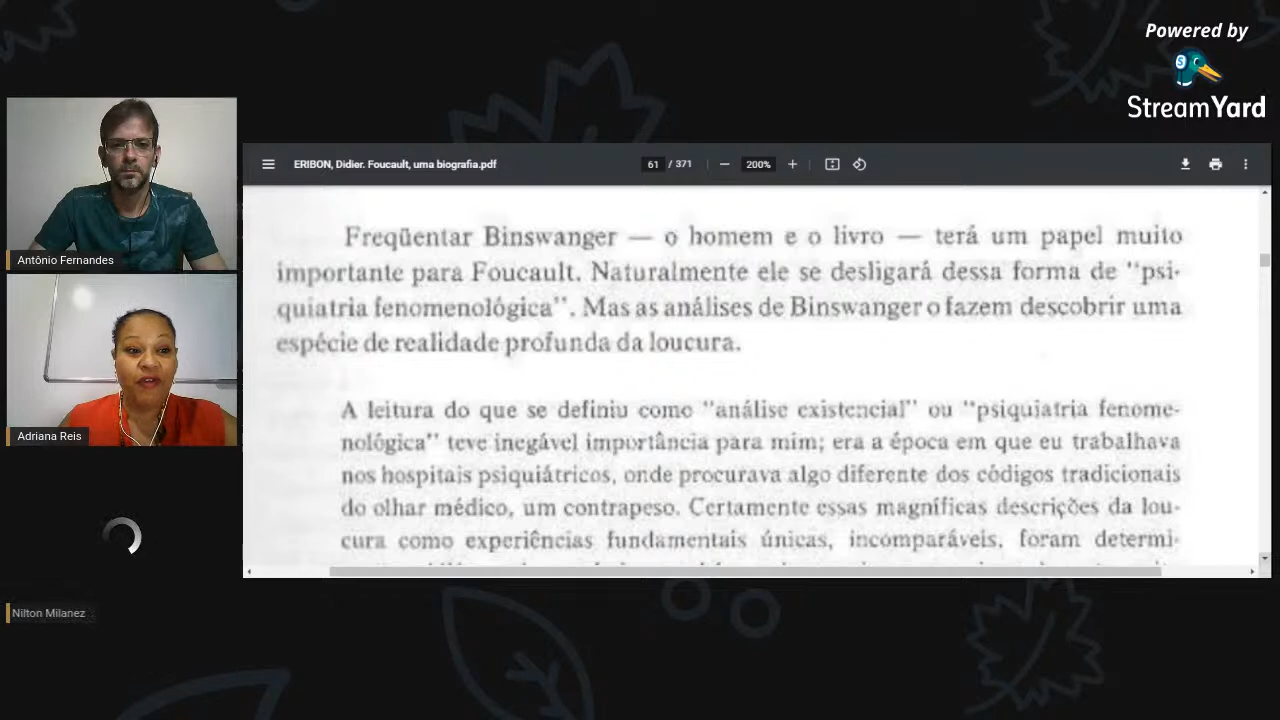 Powered by
StreamYard
Antônio Fernandes
Adriana Reis
Nilton Milanez
ERIBON, Didier. Foucault, uma biografia.pdf
61 / 371
200%
Freqüentar Binswanger — o homem e o livro — terá um papel muito
importante para Foucault. Naturalmente ele se desligará dessa forma de "psi-
quiatria fenomenológica". Mas as análises de Binswanger o fazem descobrir uma
espécie de realidade profunda da loucura.
A leitura do que se definiu como "análise existencial" ou "psiquiatria fenome-
nológica" teve inegável importância para mim; era a época em que eu trabalhava
nos hospitais psiquiátricos, onde procurava algo diferente dos códigos tradicionais
do olhar médico, um contrapeso. Certamente essas magníficas descrições da lou-
cura como experiências fundamentais únicas, incomparáveis, foram determi-